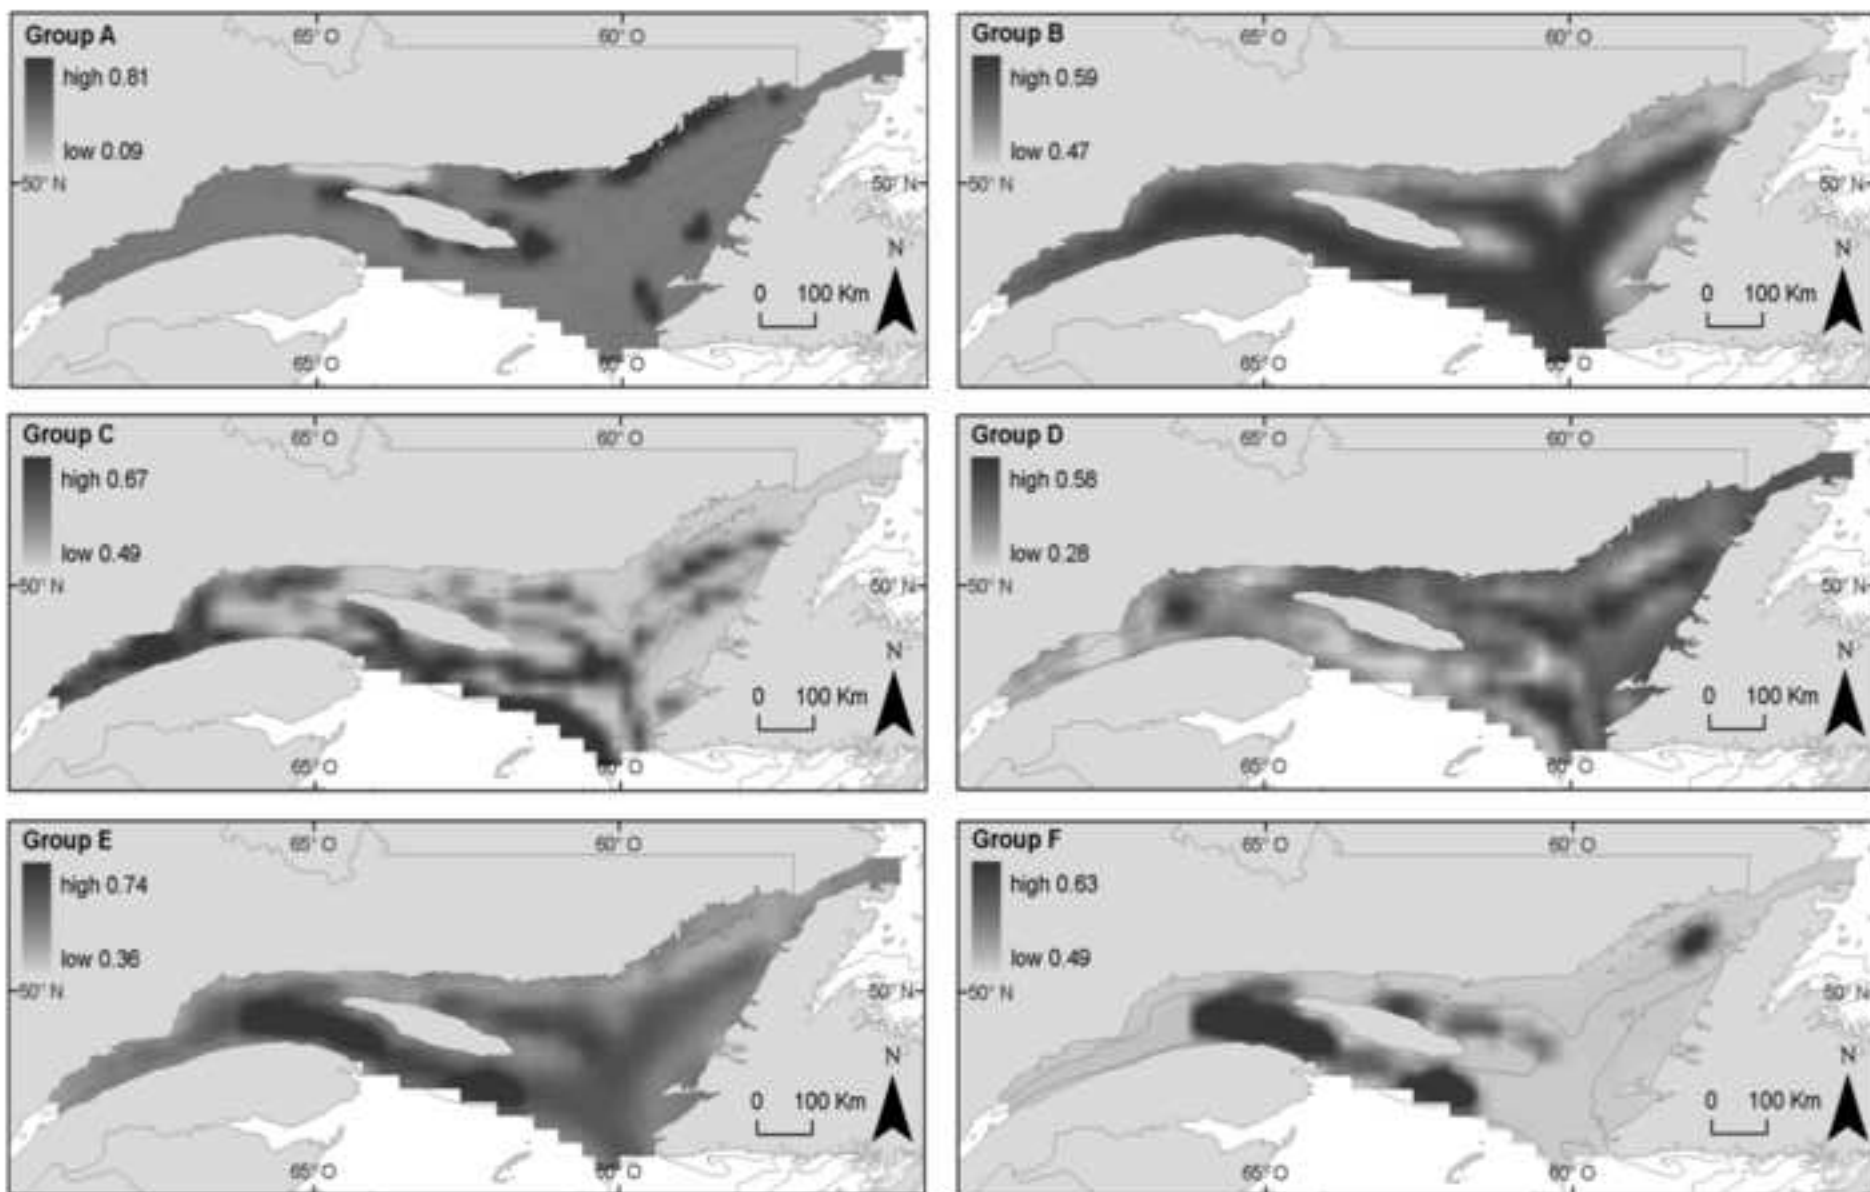 Group A
65° O
60° O
high 0.81
low 0.09
50° N
50° N
N
0 100 Km
65° O
60° O
Group B
65° O
60° O
high 0.59
low 0.47
50° N
50° N
N
0 100 Km
65° O
60° O
Group C
65° O
60° O
high 0.67
low 0.49
50° N
50° N
N
0 100 Km
65° O
60° O
Group D
65° O
60° O
high 0.58
low 0.28
50° N
50° N
N
0 100 Km
65° O
60° O
Group E
65° O
60° O
high 0.74
low 0.36
50° N
50° N
N
0 100 Km
65° O
60° O
Group F
65° O
60° O
high 0.63
low 0.49
50° N
50° N
N
0 100 Km
65° O
60° O